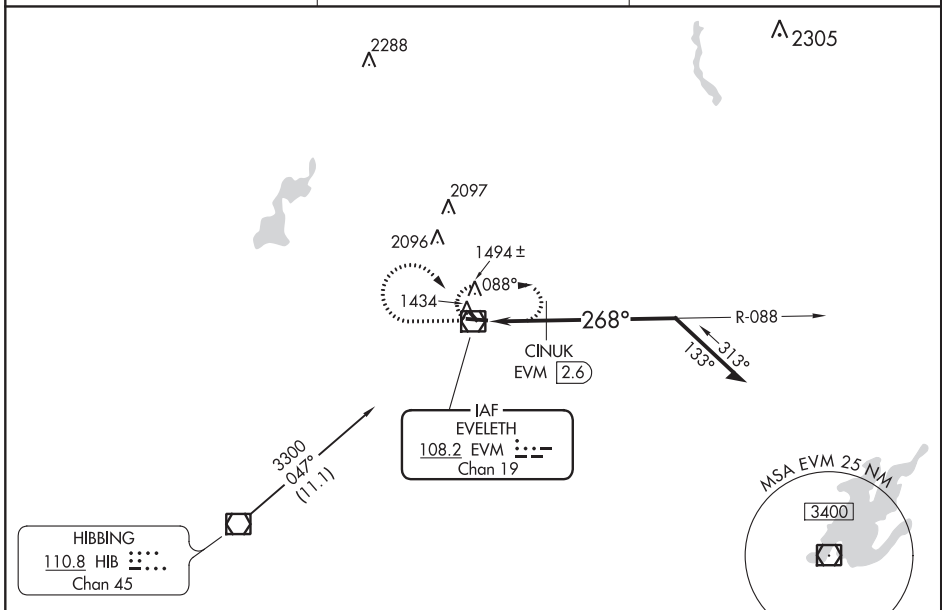 2288
2305
2097
2096
1494 ±
088°
1434
268°
R-088
CINUK
EVM 2.6
313°
133°
IAF
EVELETH
108.2 EVM
Chan 19
3300
047°
(11.1)
HIBBING
110.8 HIB
Chan 45
MSA EVM 25 NM
3400